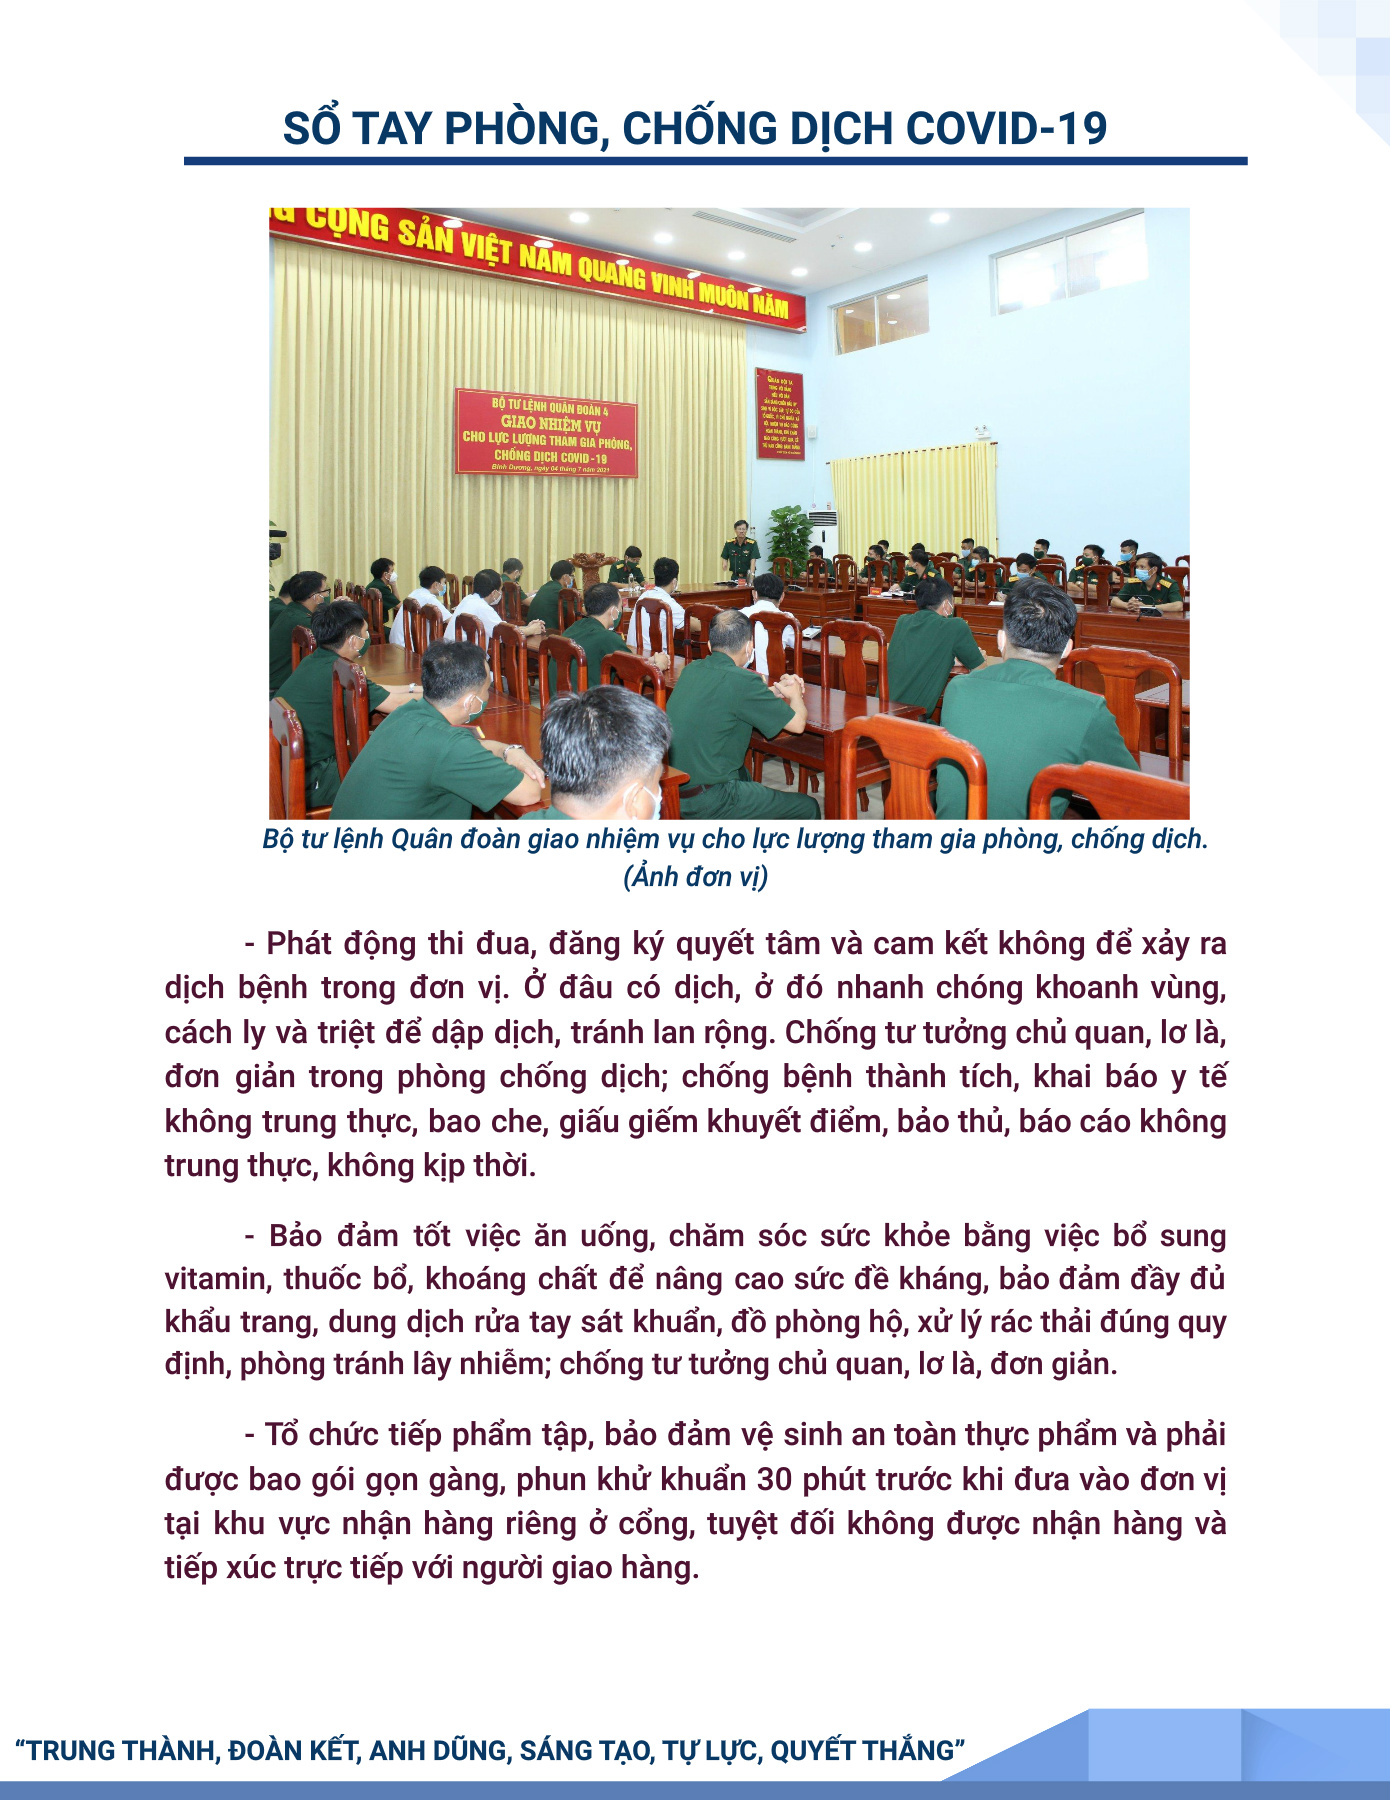 SỔ TAY PHÒNG, CHỐNG DỊCH COVID-19
CỘNG SẢN VIỆT NAM QUANG VINH MUÔN NĂM
BỘ TƯ LỆNH QUÂN ĐOÀN 4
GIAO NHIỆM VỤ
CHO LỰC LƯỢNG THAM GIA PHÒNG,
CHỐNG DỊCH COVID-19
Bình Dương, ngày 04 tháng 7 năm 2021
QUÂN ĐỘI TA
Bộ tư lệnh Quân đoàn giao nhiệm vụ cho lực lượng tham gia phòng, chống dịch.
(Ảnh đơn vị)
- Phát động thi đua, đăng ký quyết tâm và cam kết không để xảy ra
dịch bệnh trong đơn vị. Ở đâu có dịch, ở đó nhanh chóng khoanh vùng,
cách ly và triệt để dập dịch, tránh lan rộng. Chống tư tưởng chủ quan, lơ là,
đơn giản trong phòng chống dịch; chống bệnh thành tích, khai báo y tế
không trung thực, bao che, giấu giếm khuyết điểm, bảo thủ, báo cáo không
trung thực, không kịp thời.
- Bảo đảm tốt việc ăn uống, chăm sóc sức khỏe bằng việc bổ sung
vitamin, thuốc bổ, khoáng chất để nâng cao sức đề kháng, bảo đảm đầy đủ
khẩu trang, dung dịch rửa tay sát khuẩn, đồ phòng hộ, xử lý rác thải đúng quy
định, phòng tránh lây nhiễm; chống tư tưởng chủ quan, lơ là, đơn giản.
- Tổ chức tiếp phẩm tập, bảo đảm vệ sinh an toàn thực phẩm và phải
được bao gói gọn gàng, phun khử khuẩn 30 phút trước khi đưa vào đơn vị
tại khu vực nhận hàng riêng ở cổng, tuyệt đối không được nhận hàng và
tiếp xúc trực tiếp với người giao hàng.
“TRUNG THÀNH, ĐOÀN KẾT, ANH DŨNG, SÁNG TẠO, TỰ LỰC, QUYẾT THẮNG”